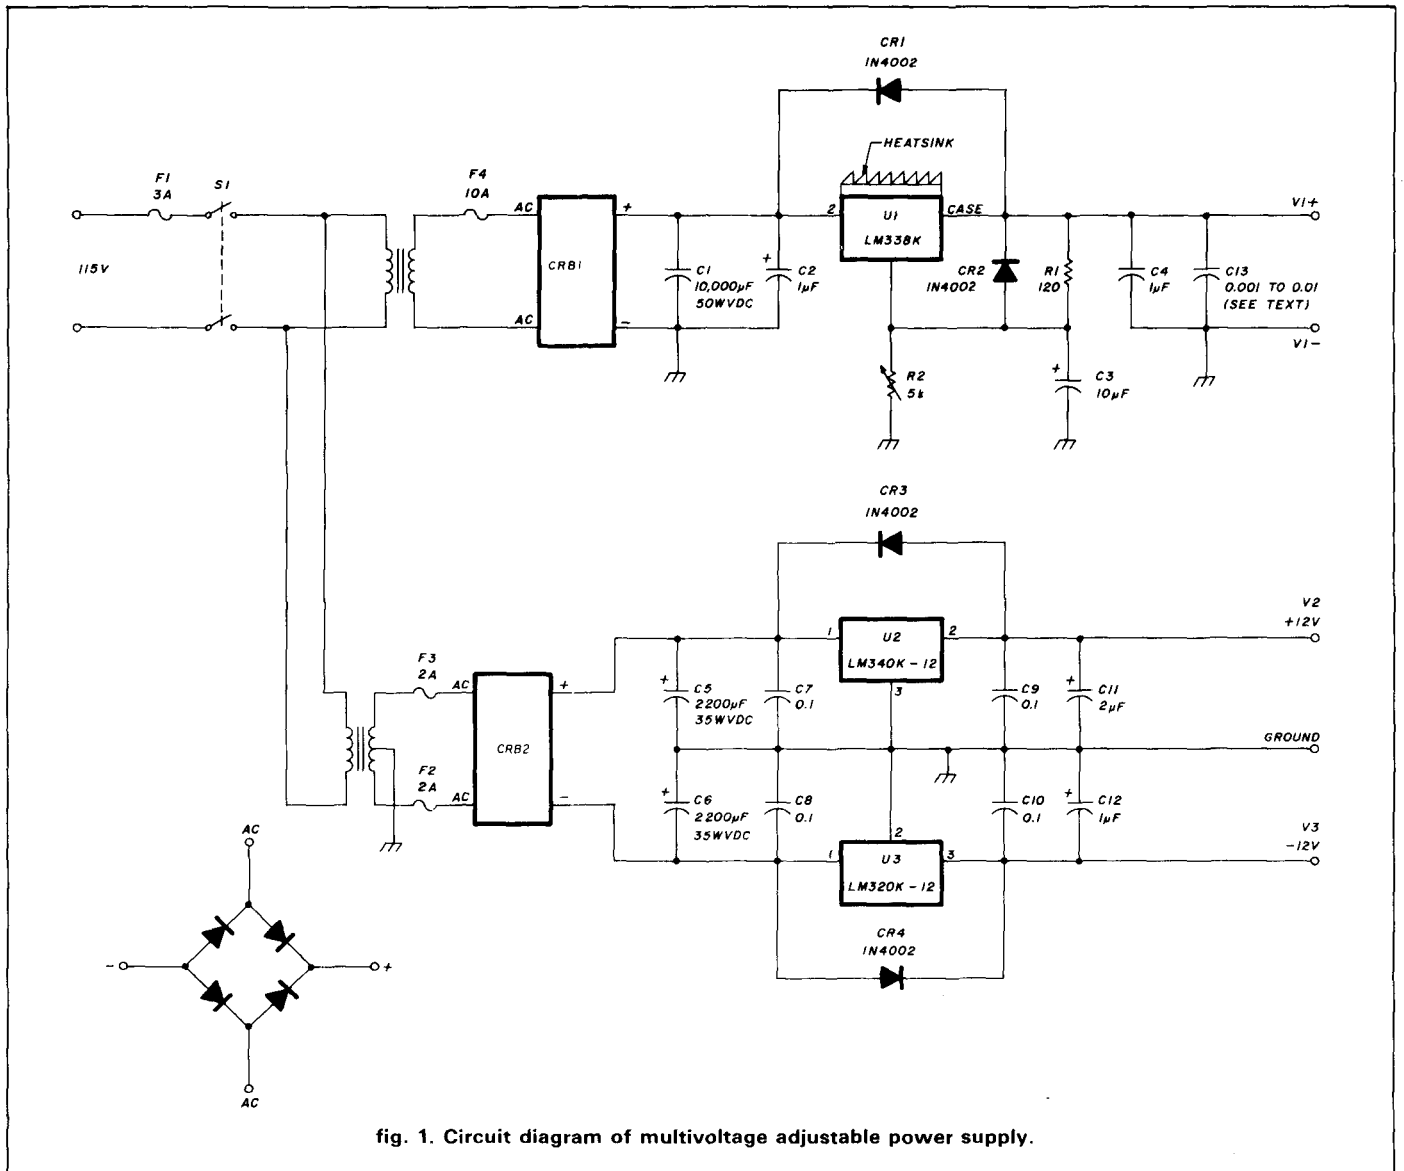 CR1
1N4002
HEATSINK
F1
3A
S1
F4
10A
AC
+
2
U1
LM338K
CASE
V1+
115V
CRB1
C1
10,000µF
50WVDC
+
C2
1µF
CR2
1N4002
R1
120
C4
1µF
C13
0.001 TO 0.01
(SEE TEXT)
AC
-
V1-
R2
5k
+
C3
10µF
CR3
1N4002
V2
+12V
1
U2
LM340K-12
2
3
F3
2A
AC
+
+
C5
2200µF
35WVDC
C7
0.1
C9
0.1
+
C11
2µF
CRB2
GROUND
F2
2A
AC
-
+
C6
2200µF
35WVDC
C8
0.1
C10
0.1
+
C12
1µF
2
1
U3
LM320K-12
3
V3
-12V
CR4
1N4002
AC
-
+
AC
fig. 1. Circuit diagram of multivoltage adjustable power supply.